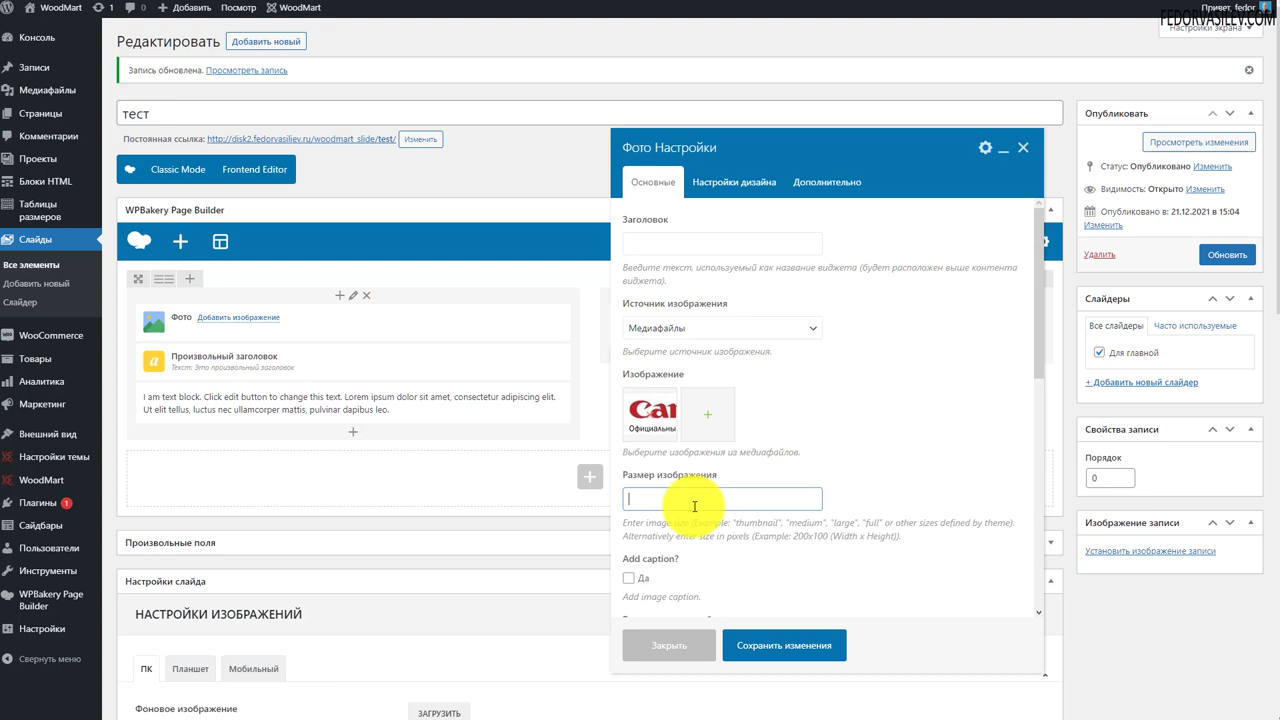 WoodMart
1
Добавить
Посмотр
WoodMart
Привет, fedor
FEDORVASILEV.COM
Настройки экрана
Консоль
Записи
Медиафайлы
Страницы
Комментарии
Проекты
Блоки HTML
Таблицы
размеров
Слайды
Все элементы
Добавить новый
Слайдер
WooCommerce
Товары
Аналитика
Маркетинг
Внешний вид
Настройки темы
WoodMart
Плагины 1
Сайдбары
Пользователи
Инструменты
WPBakery Page
Builder
Настройки
Свернуть меню
Редактировать
Добавить новый
Запись обновлена. Просмотреть запись
тест
Постоянная ссылка: http://disk2.fedorvasiliev.ru/woodmart_slide/test/
Изменить
Classic Mode
Frontend Editor
WPBakery Page Builder
Фото
Добавить изображение
Произвольный заголовок
Текст: Это произвольный заголовок
I am text block. Click edit button to change this text. Lorem ipsum dolor sit amet, consectetur adipiscing elit.
Ut elit tellus, luctus nec ullamcorper mattis, pulvinar dapibus leo.
Произвольные поля
Настройки слайда
НАСТРОЙКИ ИЗОБРАЖЕНИЙ
ПК
Планшет
Мобильный
Фоновое изображение
ЗАГРУЗИТЬ
Фото Настройки
Основные
Настройки дизайна
Дополнительно
Заголовок
Введите текст, используемый как название виджета (будет расположен выше контента
виджета).
Источник изображения
Медиафайлы
Выберите источник изображения.
Изображение
Can
Официальны
Выберите изображения из медиафайлов.
Размер изображения
Enter image size (Example: "thumbnail", "medium", "large", "full" or other sizes defined by theme).
Alternatively enter size in pixels (Example: 200x100 (Width x Height)).
Add caption?
Да
Add image caption.
Закрыть
Сохранить изменения
Опубликовать
Просмотреть изменения
Статус: Опубликовано Изменить
Видимость: Открыто Изменить
Опубликовано в: 21.12.2021 в 15:04
Изменить
Удалить
Обновить
Слайдеры
Все слайдеры
Часто используемые
Для главной
+ Добавить новый слайдер
Свойства записи
Порядок
0
Изображение записи
Установить изображение записи